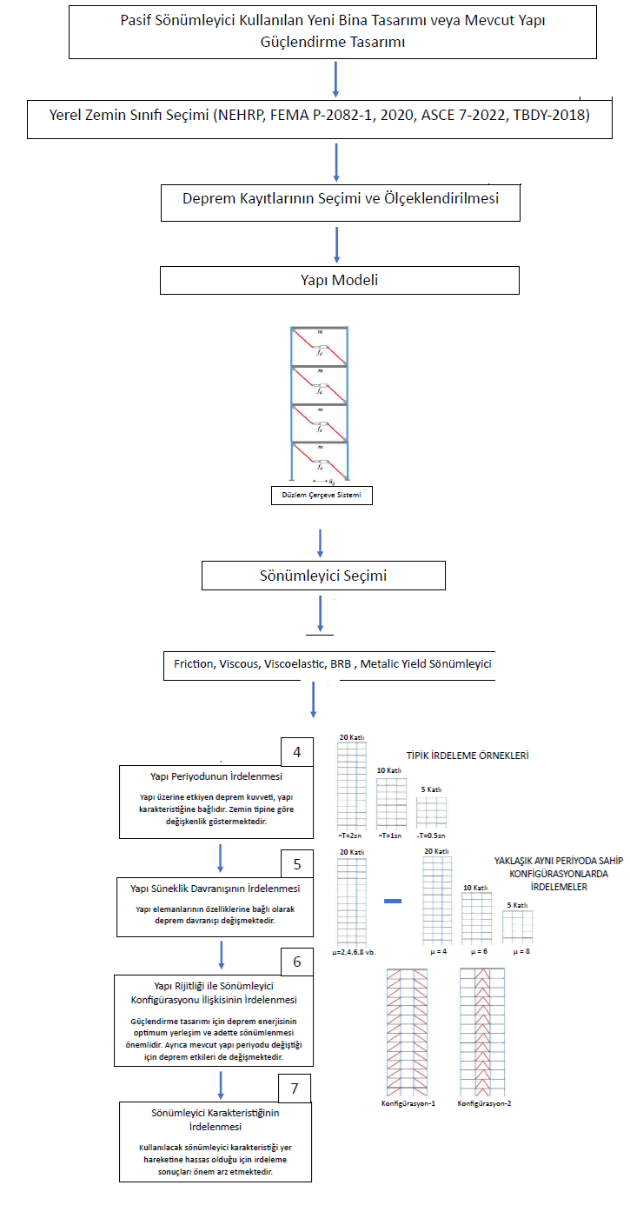 Pasif Sönümleyici Kullanılan Yeni Bina Tasarımı veya Mevcut Yapı
Güçlendirme Tasarımı
Yerel Zemin Sınıfı Seçimi (NEHRP, FEMA P-2082-1, 2020, ASCE 7-2022, TBDY-2018)
Deprem Kayıtlarının Seçimi ve Ölçeklendirilmesi
Yapı Modeli
m
f_d
m
f_d
m
f_d
m
f_d
ü_g
Düzlem Çerçeve Sistemi
Sönümleyici Seçimi
Friction, Viscous, Viscoelastic, BRB , Metalic Yield Sönümleyici
4
Yapı Periyodunun İrdelenmesi
Yapı üzerine etkiyen deprem kuvveti, yapı
karakteristiğine bağlıdır. Zemin tipine göre
değişkenlik göstermektedir.
TİPİK İRDELEME ÖRNEKLERİ
20 Katlı
10 Katlı
5 Katlı
~T=2sn
~T=1sn
~T=0.5sn
5
Yapı Süneklik Davranışının İrdelenmesi
Yapı elemanlarının özelliklerine bağlı olarak
deprem davranışı değişmektedir.
YAKLAŞIK AYNI PERİYODA SAHİP
KONFİGÜRASYONLARDA
İRDELEMELER
20 Katlı
20 Katlı
10 Katlı
5 Katlı
μ=2,4,6,8 vb.
μ = 4
μ = 6
μ = 8
6
Yapı Rijitliği ile Sönümleyici
Konfigürasyonu İlişkisinin İrdelenmesi
Güçlendirme tasarımı için deprem enerjisinin
optimum yerleşim ve adette sönümlenmesi
önemlidir. Ayrıca mevcut yapı periyodu değiştiği
için deprem etkileri de değişmektedir.
Konfigürasyon-1
Konfigürasyon-2
7
Sönümleyici Karakteristiğinin
İrdelenmesi
Kullanılacak sönümleyici karakteristiği yer
hareketine hassas olduğu için irdeleme
sonuçları önem arz etmektedir.